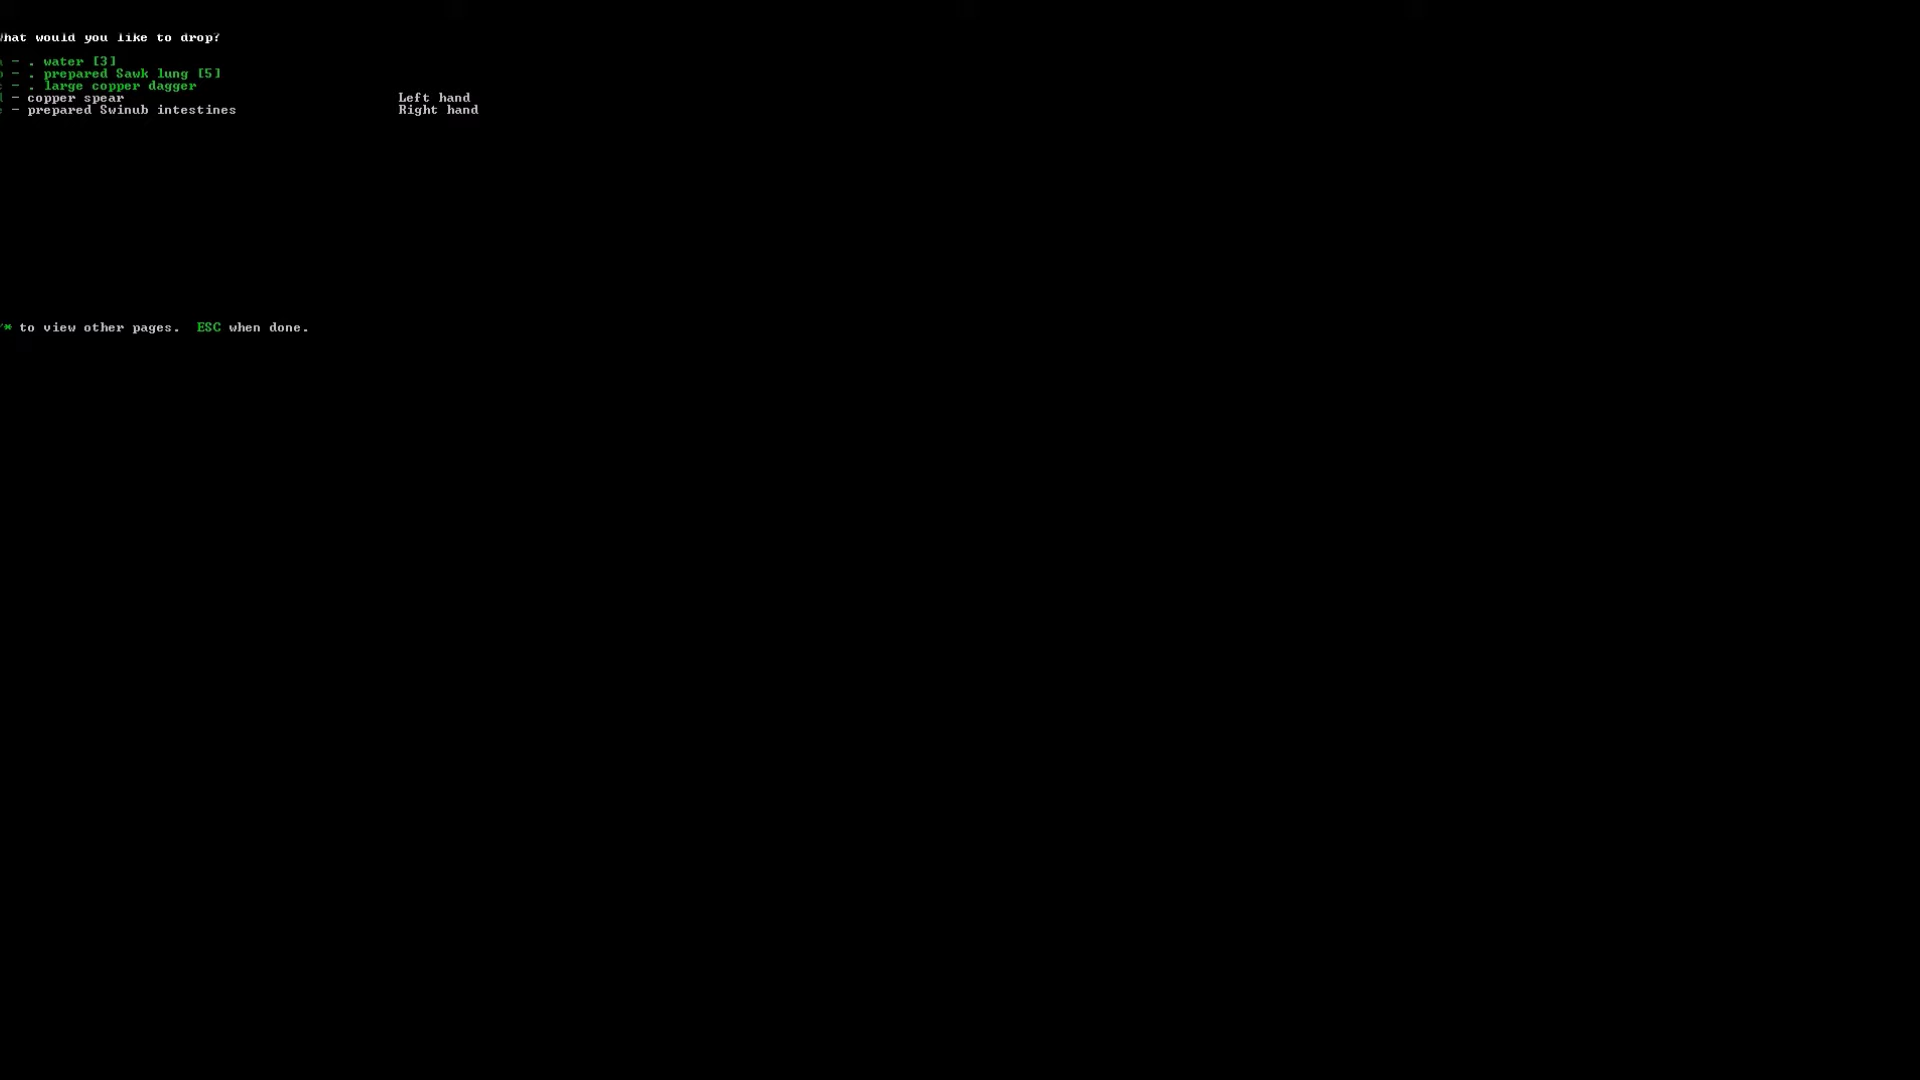 hat would you like to drop?
- . water [3]
- . prepared Sawk lung [5]
- . large copper dagger
- copper spear Left hand
- prepared Swinub intestines Right hand
* to view other pages. ESC when done.